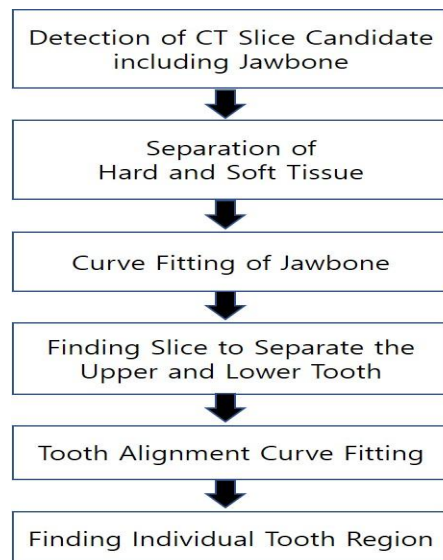 Detection of CT Slice Candidate
including Jawbone
Separation of
Hard and Soft Tissue
Curve Fitting of Jawbone
Finding Slice to Separate the
Upper and Lower Tooth
Tooth Alignment Curve Fitting
Finding Individual Tooth Region